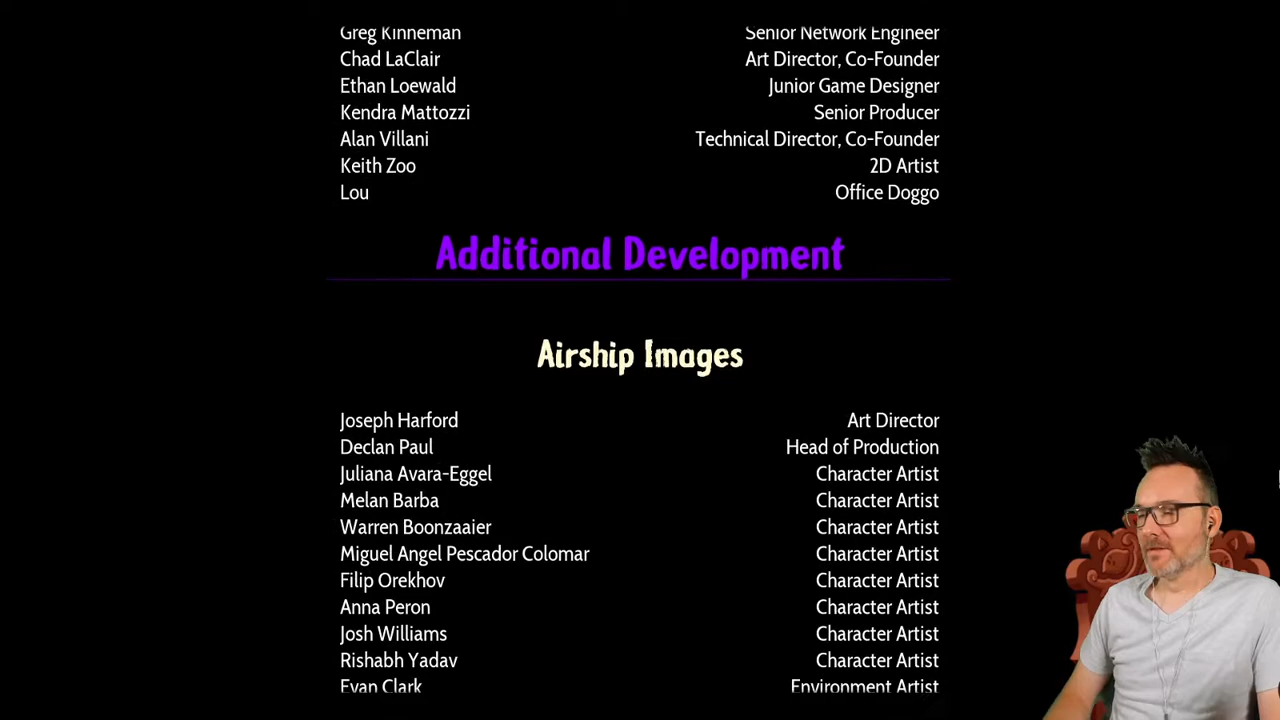 Greg Kinneman Senior Network Engineer
Chad LaClair Art Director, Co-Founder
Ethan Loewald Junior Game Designer
Kendra Mattozzi Senior Producer
Alan Villani Technical Director, Co-Founder
Keith Zoo 2D Artist
Lou Office Doggo
Additional Development
Airship Images
Joseph Harford Art Director
Declan Paul Head of Production
Juliana Avara-Eggel Character Artist
Melan Barba Character Artist
Warren Boonzaaier Character Artist
Miguel Angel Pescador Colomar Character Artist
Filip Orekhov Character Artist
Anna Peron Character Artist
Josh Williams Character Artist
Rishabh Yadav Character Artist
Evan Clark Environment Artist